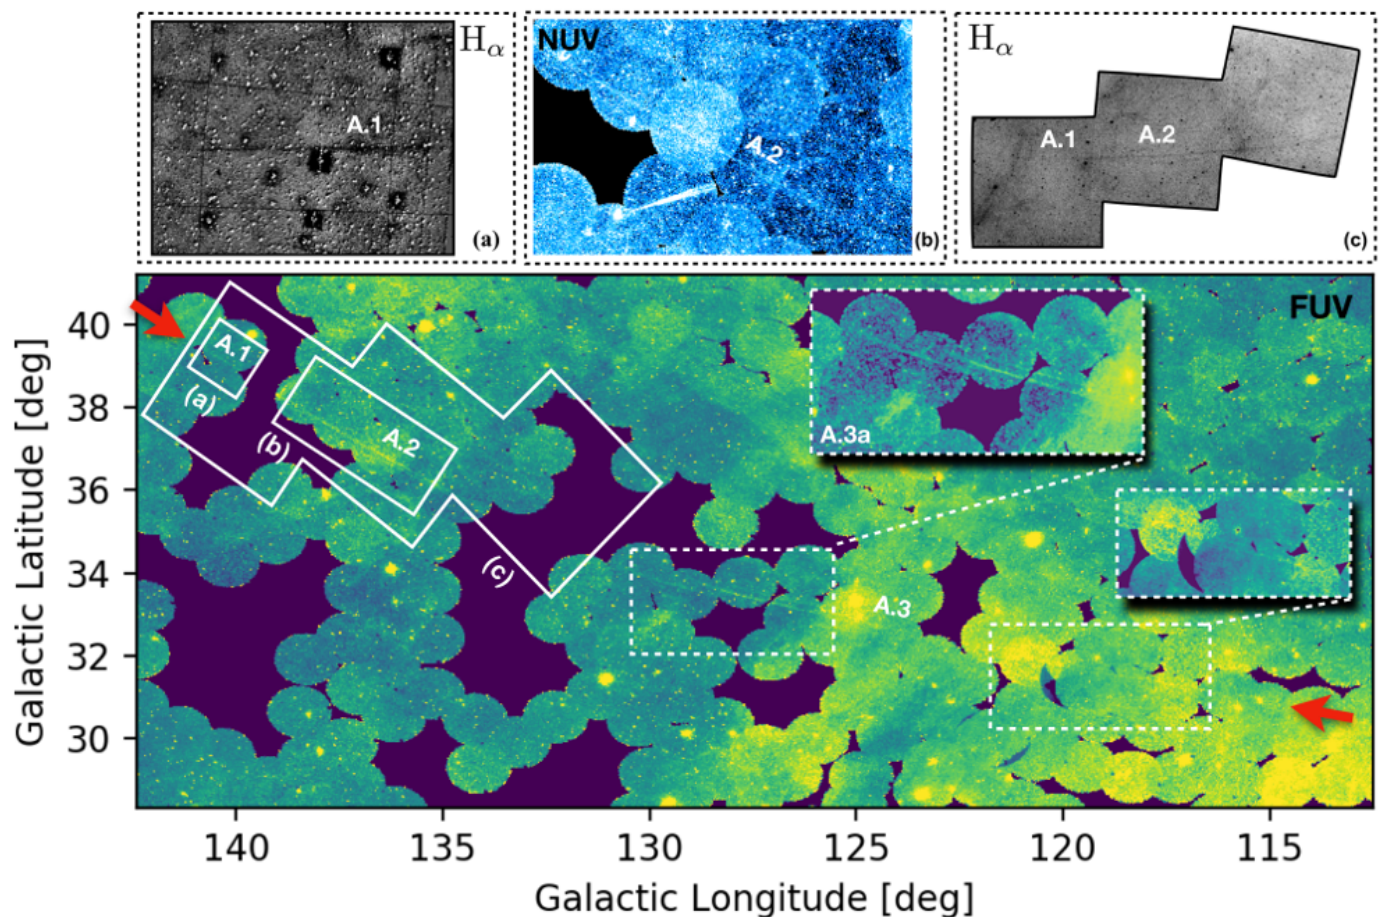 Hα
A.1
(a)
NUV
A.2
(b)
Hα
A.1
A.2
(c)
FUV
A.1
(a)
A.2
(b)
(c)
A.3a
A.3
40
38
36
34
32
30
Galactic Latitude [deg]
140
135
130
125
120
115
Galactic Longitude [deg]